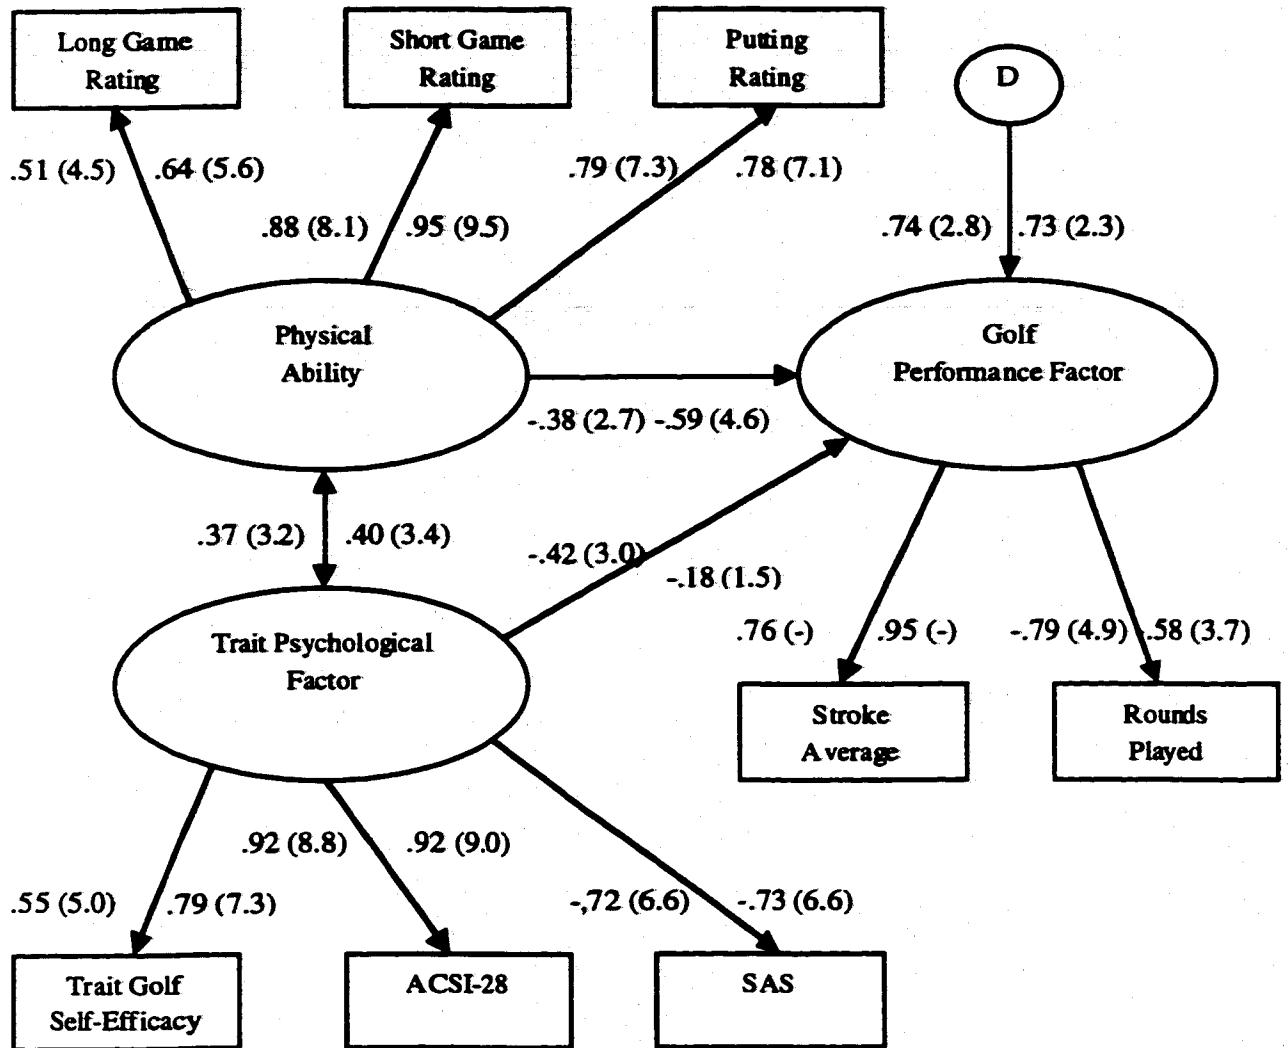 Long Game
Rating
Short Game
Rating
Putting
Rating
D
.51 (4.5) .64 (5.6)
.88 (8.1) .95 (9.5)
.79 (7.3) .78 (7.1)
.74 (2.8) .73 (2.3)
Physical
Ability
Golf
Performance Factor
-.38 (2.7) -.59 (4.6)
.37 (3.2) .40 (3.4)
-.42 (3.0)
-.18 (1.5)
Trait Psychological
Factor
.76 (-) .95 (-)
-.79 (4.9) -.58 (3.7)
Stroke
Average
Rounds
Played
.92 (8.8) .92 (9.0)
.55 (5.0) .79 (7.3)
-,72 (6.6) -.73 (6.6)
Trait Golf
Self-Efficacy
ACSI-28
SAS